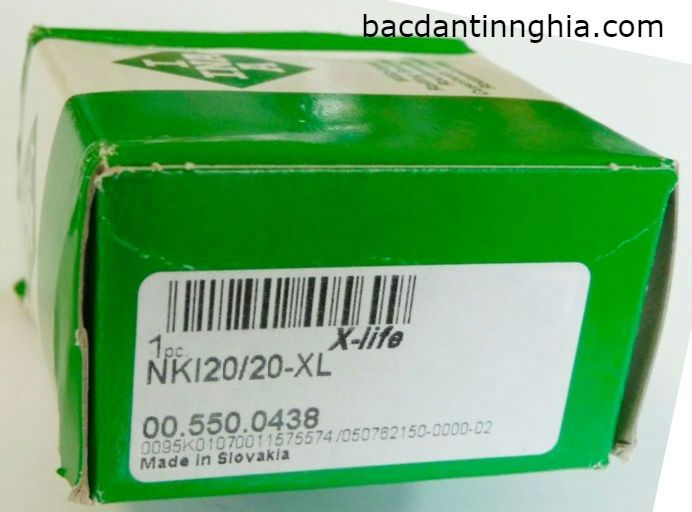 bacdantinnghia.com
1pc.
X-life
NKI20/20-XL
00.550.0438
0095K01070011575574/050762150-0000-02
Made in Slovakia